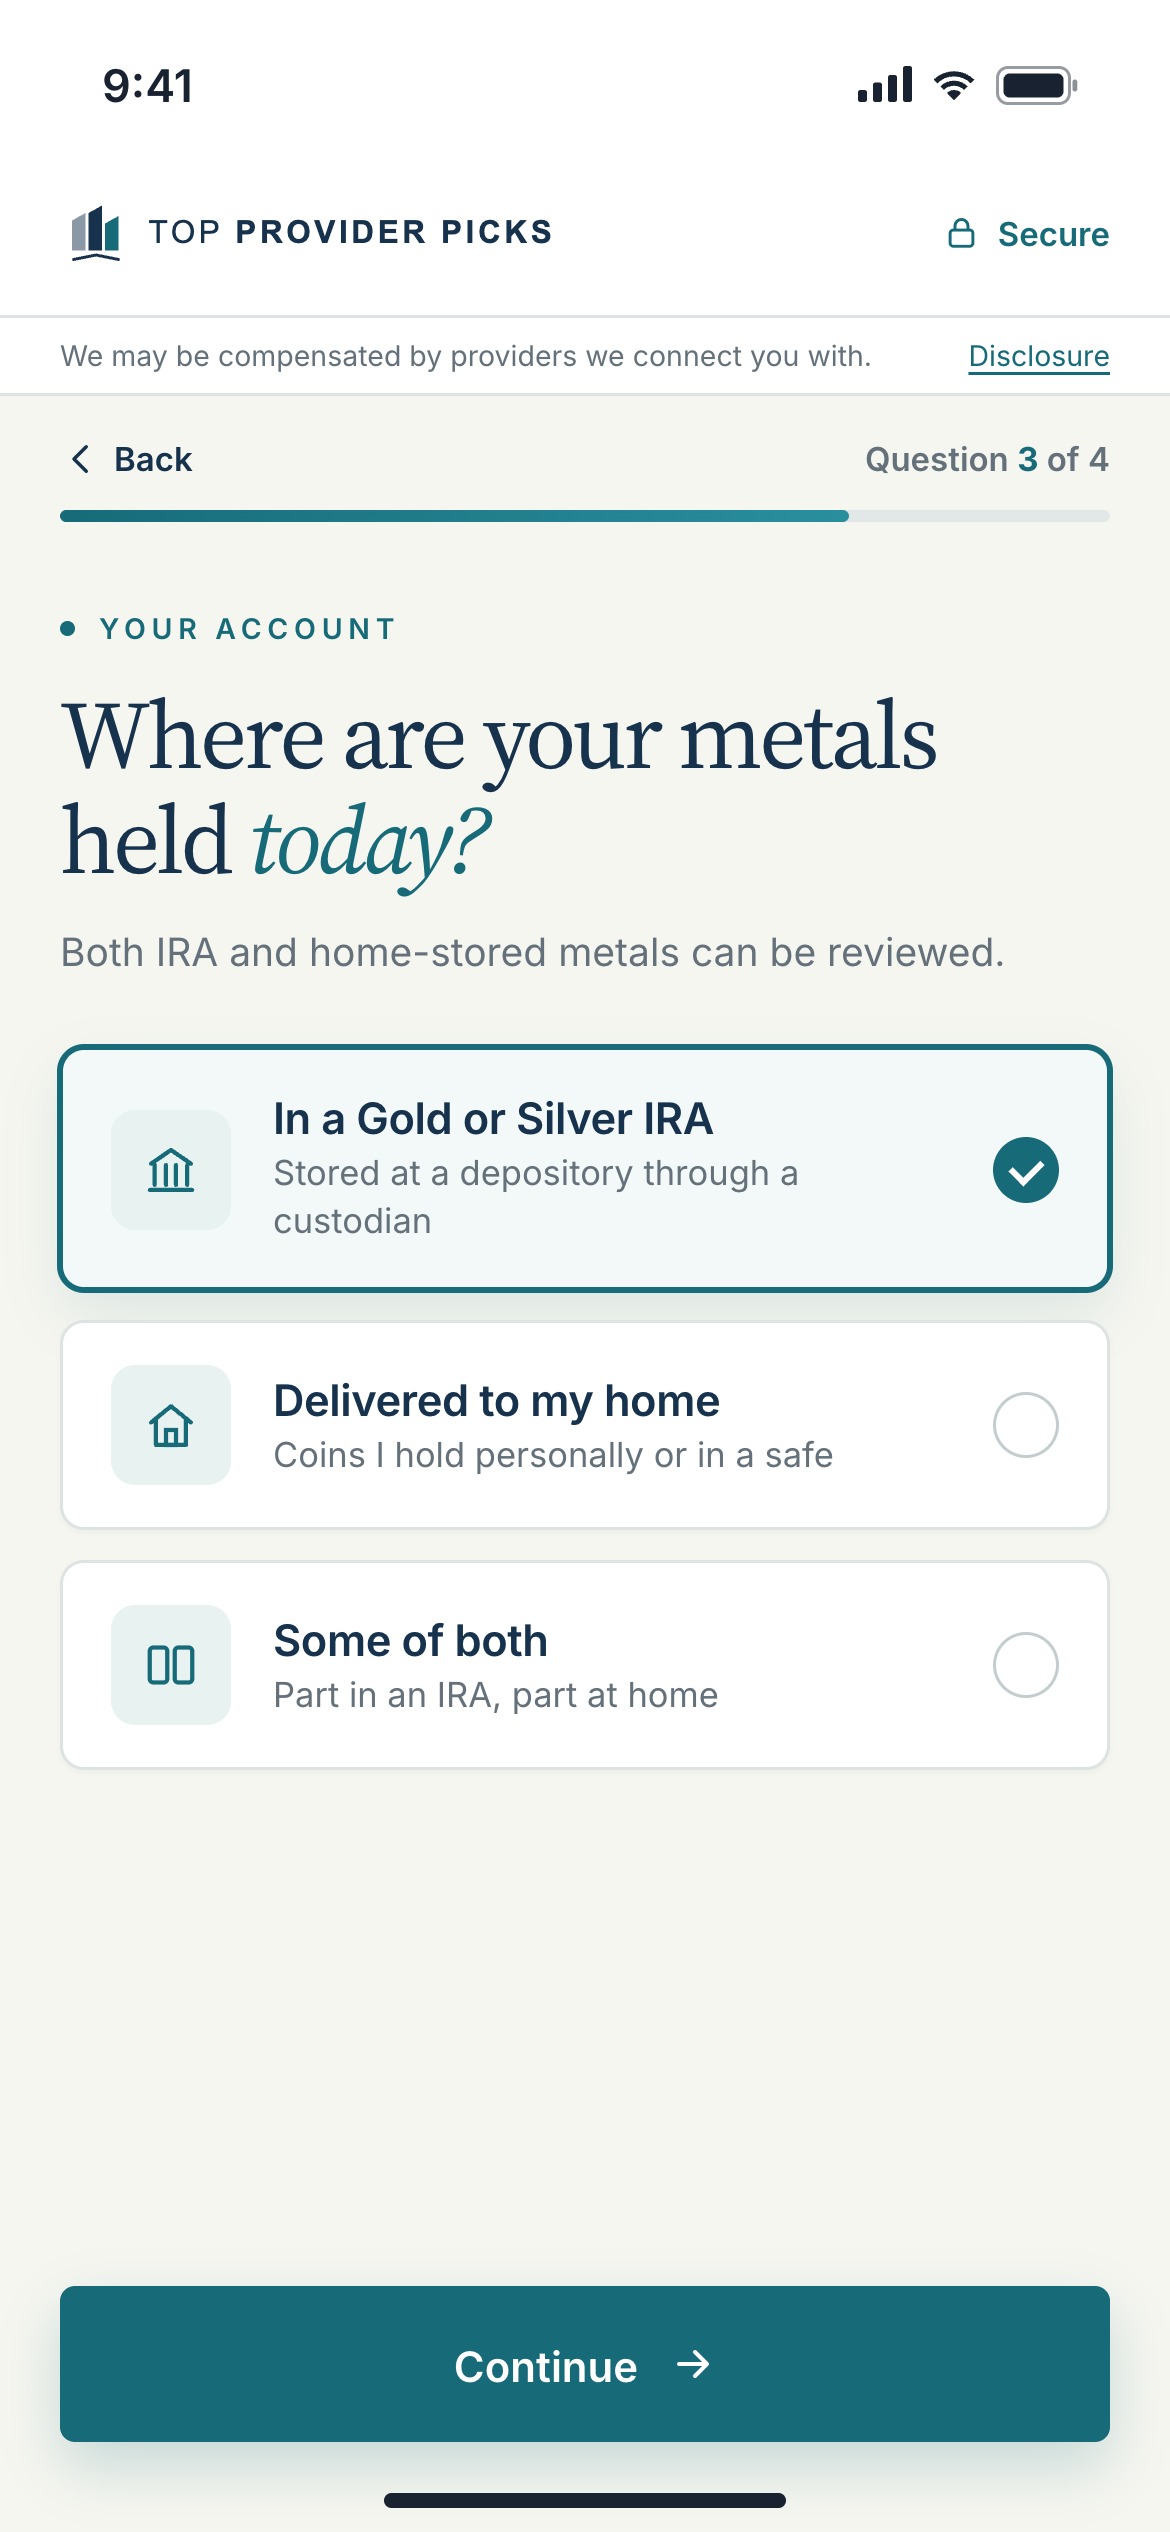 9:41
TOP PROVIDER PICKS
Secure
We may be compensated by providers we connect you with.
Disclosure
Back
Question 3 of 4
YOUR ACCOUNT
Where are your metals
held today?
Both IRA and home-stored metals can be reviewed.
In a Gold or Silver IRA
Stored at a depository through a
custodian
Delivered to my home
Coins I hold personally or in a safe
Some of both
Part in an IRA, part at home
Continue